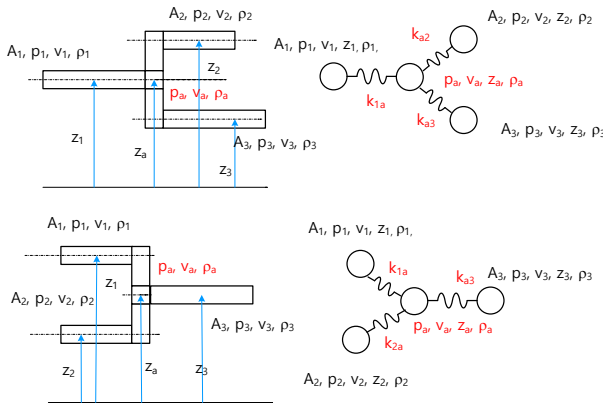 A₂, p₂, v₂, ρ₂
A₁, p₁, v₁, ρ₁
z₂
pₐ, vₐ, ρₐ
z₁
zₐ
A₃, p₃, v₃, ρ₃
z₃
A₂, p₂, v₂, z₂, ρ₂
A₁, p₁, v₁, z₁, ρ₁,
kₐ₂
pₐ, vₐ, zₐ, ρₐ
k₁ₐ
kₐ₃
A₃, p₃, v₃, z₃, ρ₃
A₁, p₁, v₁, ρ₁
pₐ, vₐ, ρₐ
z₁
A₂, p₂, v₂, ρ₂
A₃, p₃, v₃, ρ₃
z₂
zₐ
z₃
A₁, p₁, v₁, z₁, ρ₁,
k₁ₐ
kₐ₃
A₃, p₃, v₃, z₃, ρ₃
pₐ, vₐ, zₐ, ρₐ
k₂ₐ
A₂, p₂, v₂, z₂, ρ₂